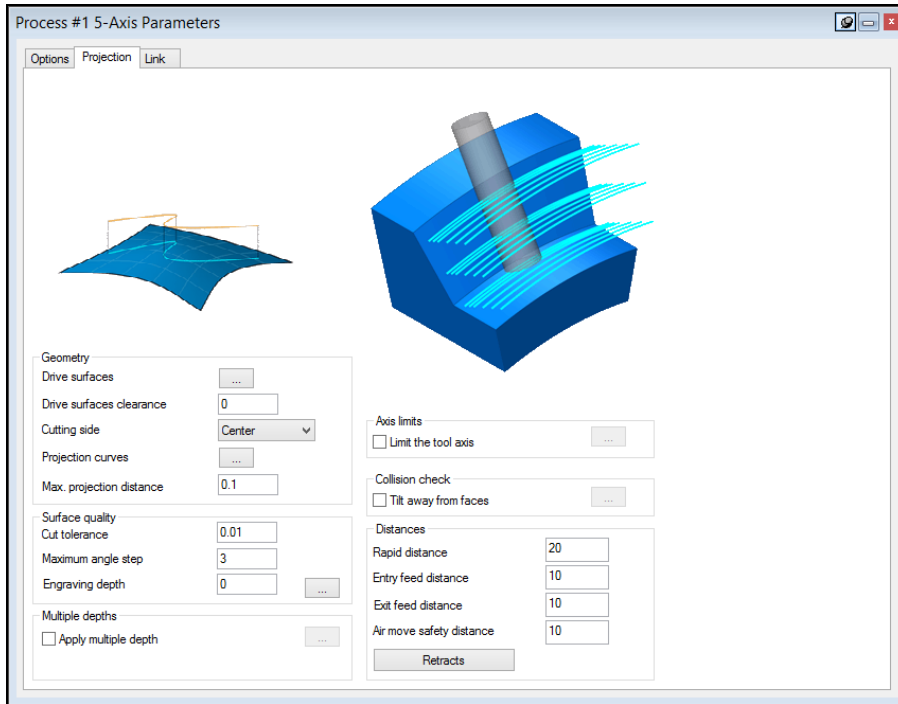 Process #1 5-Axis Parameters
Options Projection Link
Geometry
Drive surfaces ...
Drive surfaces clearance 0
Cutting side Center
Projection curves ...
Max. projection distance 0.1
Surface quality
Cut tolerance 0.01
Maximum angle step 3
Engraving depth 0 ...
Multiple depths
Apply multiple depth ...
Axis limits
Limit the tool axis ...
Collision check
Tilt away from faces ...
Distances
Rapid distance 20
Entry feed distance 10
Exit feed distance 10
Air move safety distance 10
Retracts